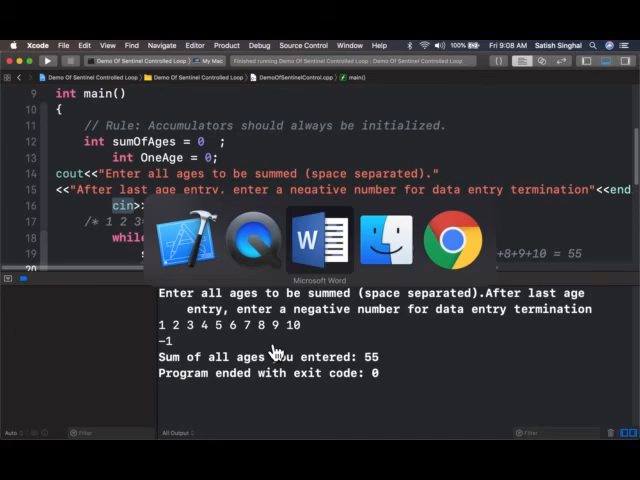 Xcode File Edit View Find Navigate Editor Product Debug Source Control Window Help 100% Fri 9:08 AM Satish Singhal
Demo Of Sentinel Controlled Loop My Mac Finished running Demo Of Sentinel Controlled Loop : Demo Of Sentinel Controlled Loop
Demo Of Sentinel Controlled Loop Demo Of Sentinel Controlled Loop DemoOfSentinelControl.cpp main()
9 int main()
10 {
11 // Rule: Accumulators should always be initialized.
12 int sumOfAges = 0 ;
13 int OneAge = 0;
14 cout<<"Enter all ages to be summed (space separated)."
15 <<"After last age entry, enter a negative number for data entry termination"<<end
16 cin>>
17 /* 1 2 3
18 while
19 s +8+9+10 = 55
20
W
Microsoft Word
Enter all ages to be summed (space separated).After last age
entry, enter a negative number for data entry termination
1 2 3 4 5 6 7 8 9 10
-1
Sum of all ages you entered: 55
Program ended with exit code: 0
Auto Filter All Output Filter